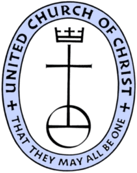 UNITED CHURCH OF CHRIST
THAT THEY MAY ALL BE ONE